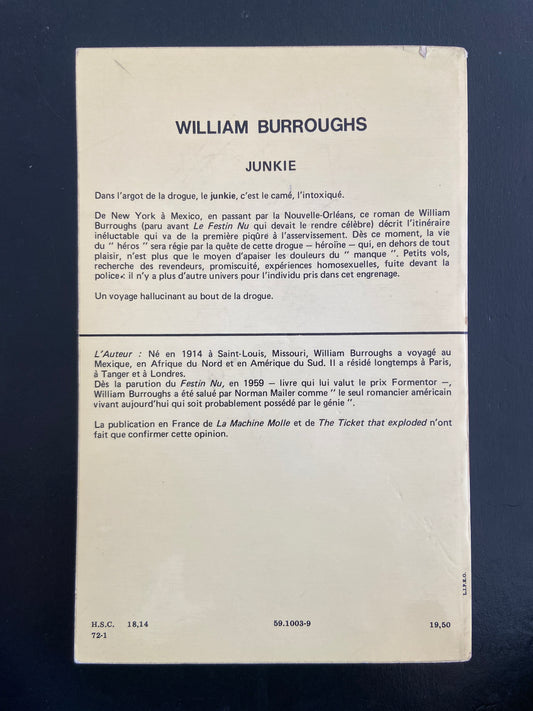 WILLIAM BURROUGHS
JUNKIE
Dans l'argot de la drogue, le junkie, c'est le camé, l'intoxiqué.
De New York à Mexico, en passant par la Nouvelle-Orléans, ce roman de William
Burroughs (paru avant Le Festin Nu qui devait le rendre célèbre) décrit l'itinéraire
inéluctable qui va de la première piqûre à l'asservissement. Dès ce moment, la vie
du " héros " sera régie par la quête de cette drogue — héroïne — qui, en dehors de tout
plaisir, n'est plus que le moyen d'apaiser les douleurs du " manque ". Petits vols,
recherche des revendeurs, promiscuité, expériences homosexuelles, fuite devant la
police: il n'y a plus d'autre univers pour l'individu pris dans cet engrenage.
Un voyage hallucinant au bout de la drogue.
L'Auteur : Né en 1914 à Saint-Louis, Missouri, William Burroughs a voyagé au
Mexique, en Afrique du Nord et en Amérique du Sud. Il a résidé longtemps à Paris,
à Tanger et à Londres.
Dès la parution du Festin Nu, en 1959 — livre qui lui valut le prix Formentor —,
William Burroughs a été salué par Norman Mailer comme " le seul romancier américain
vivant aujourd'hui qui soit probablement possédé par le génie ".
La publication en France de La Machine Molle et de The Ticket that exploded n'ont
fait que confirmer cette opinion.
H.S.C. 18,14 59.1003-9 19,50
72-1